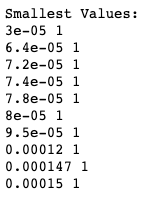 Smallest Values:
3e-05 1
6.4e-05 1
7.2e-05 1
7.4e-05 1
7.8e-05 1
8e-05 1
9.5e-05 1
0.00012 1
0.000147 1
0.00015 1